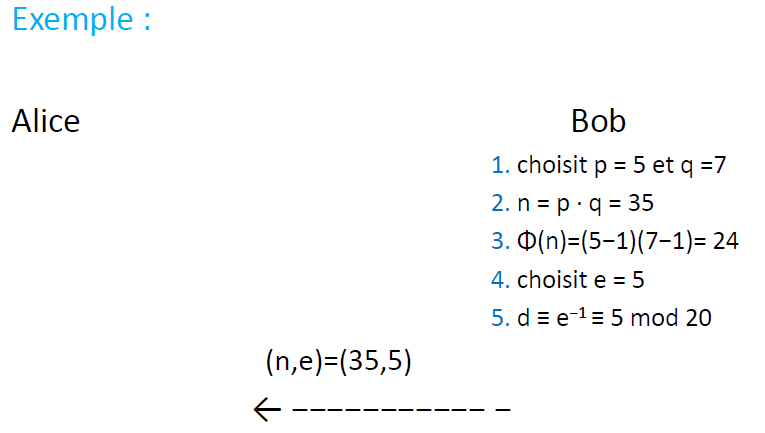 Exemple :
Alice
Bob
1. choisit p = 5 et q =7
2. n = p · q = 35
3. Φ(n)=(5−1)(7−1)= 24
4. choisit e = 5
5. d ≡ e⁻¹ ≡ 5 mod 20
(n,e)=(35,5)
← −−−−−−−−−−− −